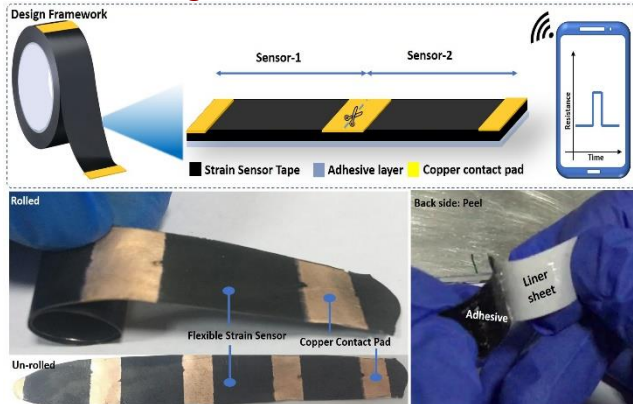 Design Framework
Sensor-1
Sensor-2
Resistance
Time
Strain Sensor Tape
Adhesive layer
Copper contact pad
Rolled
Flexible Strain Sensor
Copper Contact Pad
Un-rolled
Back side: Peel
Liner
sheet
Adhesive